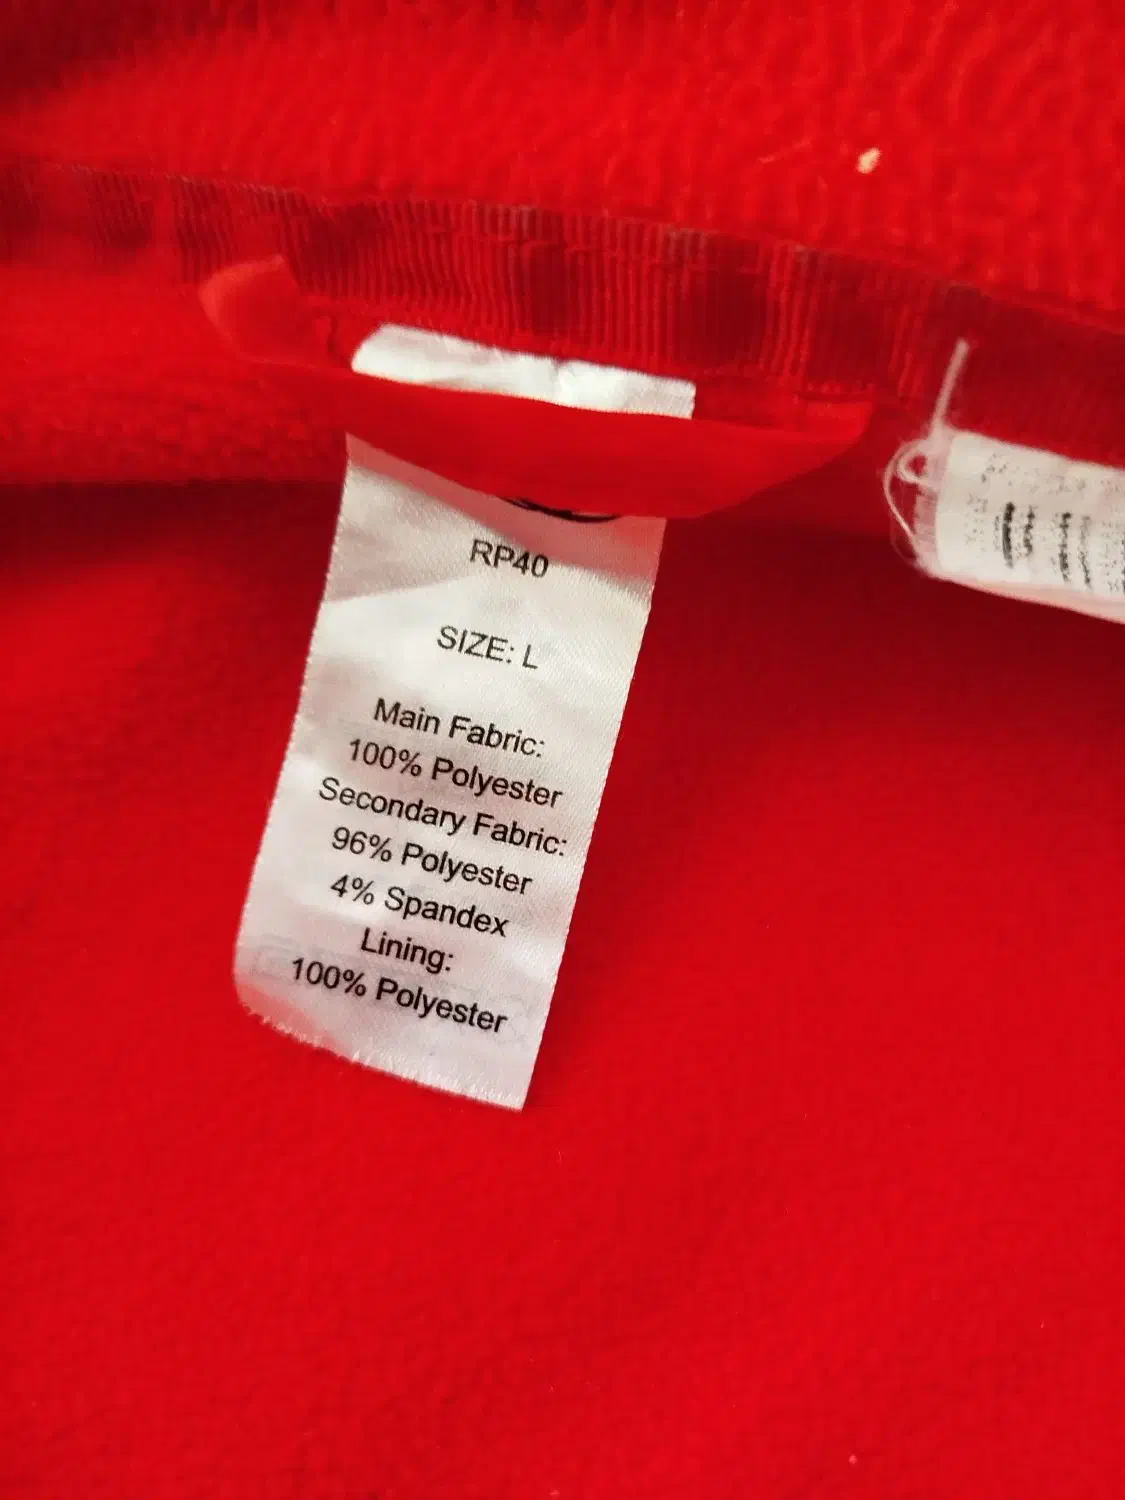 RP40
SIZE: L
Main Fabric:
100% Polyester
Secondary Fabric:
96% Polyester
4% Spandex
Lining:
100% Polyester